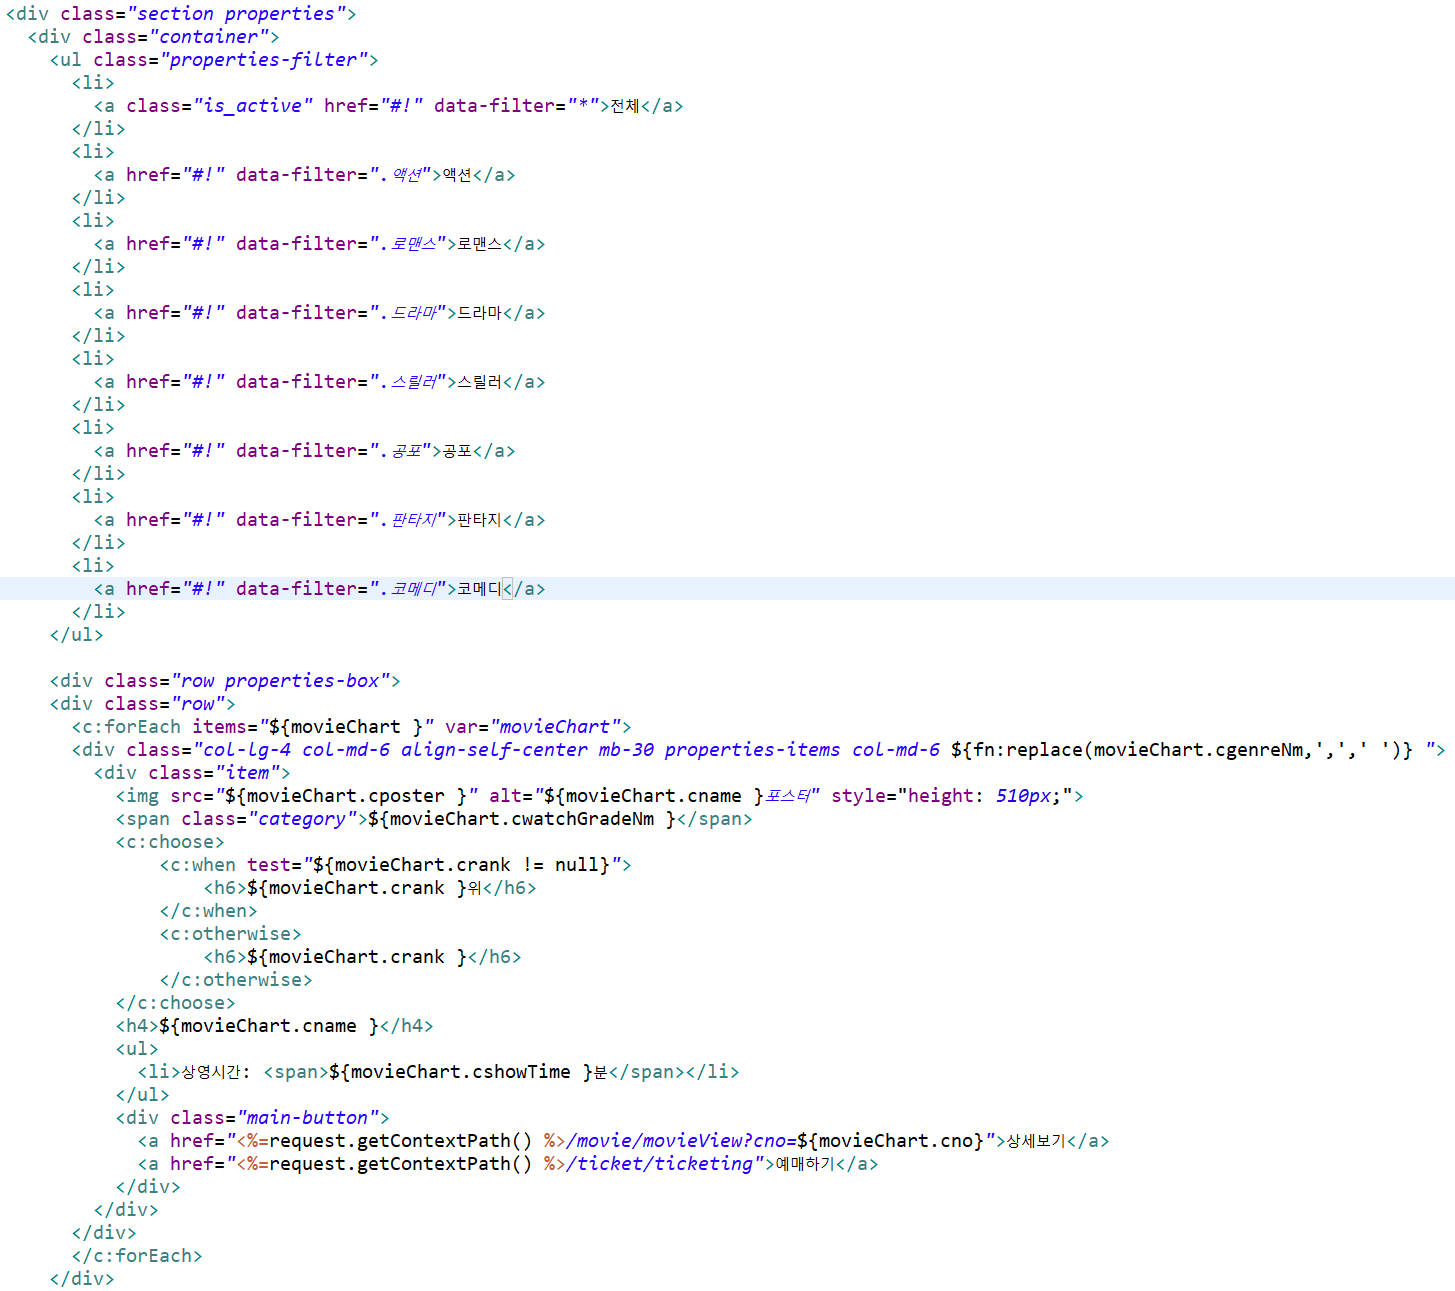 <div class="section properties">
  <div class="container">
    <ul class="properties-filter">
      <li>
        <a class="is_active" href="#!" data-filter="*">전체</a>
      </li>
      <li>
        <a href="#!" data-filter=".액션">액션</a>
      </li>
      <li>
        <a href="#!" data-filter=".로맨스">로맨스</a>
      </li>
      <li>
        <a href="#!" data-filter=".드라마">드라마</a>
      </li>
      <li>
        <a href="#!" data-filter=".스릴러">스릴러</a>
      </li>
      <li>
        <a href="#!" data-filter=".공포">공포</a>
      </li>
      <li>
        <a href="#!" data-filter=".판타지">판타지</a>
      </li>
      <li>
        <a href="#!" data-filter=".코메디">코메디</a>
      </li>
    </ul>

    <div class="row properties-box">
    <div class="row">
      <c:forEach items="${movieChart }" var="movieChart">
      <div class="col-lg-4 col-md-6 align-self-center mb-30 properties-items col-md-6 ${fn:replace(movieChart.cgenreNm,',',' ')} ">
        <div class="item">
          <img src="${movieChart.cposter }" alt="${movieChart.cname }포스터" style="height: 510px;">
          <span class="category">${movieChart.cwatchGradeNm }</span>
          <c:choose>
              <c:when test="${movieChart.crank != null}">
                  <h6>${movieChart.crank }위</h6>
              </c:when>
              <c:otherwise>
                  <h6>${movieChart.crank }</h6>
              </c:otherwise>
          </c:choose>
          <h4>${movieChart.cname }</h4>
          <ul>
            <li>상영시간: <span>${movieChart.cshowTime }분</span></li>
          </ul>
          <div class="main-button">
            <a href="<%=request.getContextPath() %>/movie/movieView?cno=${movieChart.cno}">상세보기</a>
            <a href="<%=request.getContextPath() %>/ticket/ticketing">예매하기</a>
          </div>
        </div>
      </div>
      </c:forEach>
    </div>